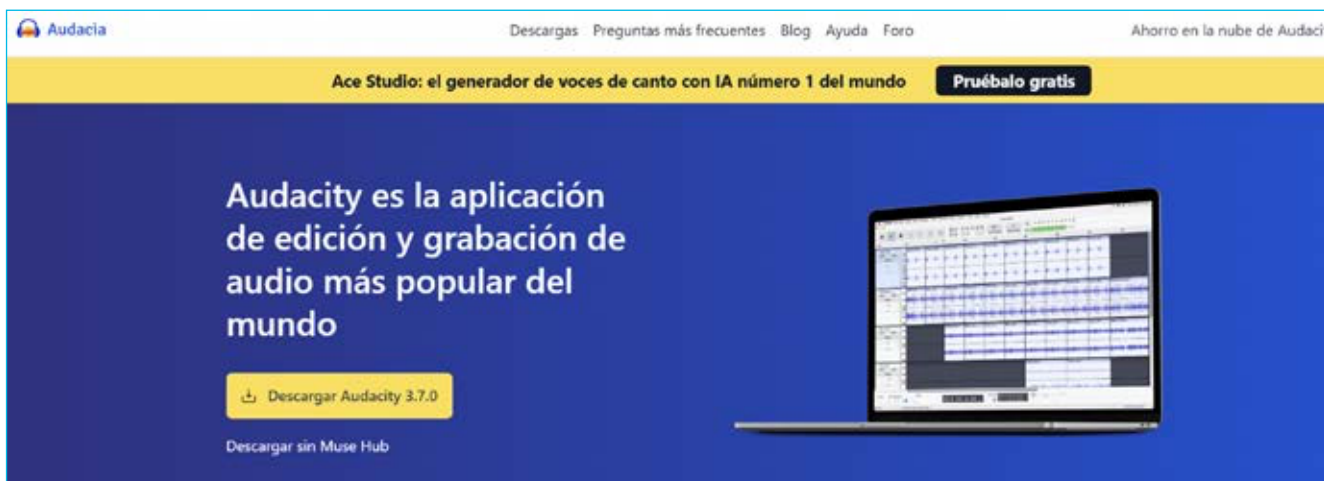 Audacia
Descargas Preguntas más frecuentes Blog Ayuda Foro
Ahorro en la nube de Audaci
Ace Studio: el generador de voces de canto con IA número 1 del mundo
Pruébalo gratis
Audacity es la aplicación
de edición y grabación de
audio más popular del
mundo
Descargar Audacity 3.7.0
Descargar sin Muse Hub